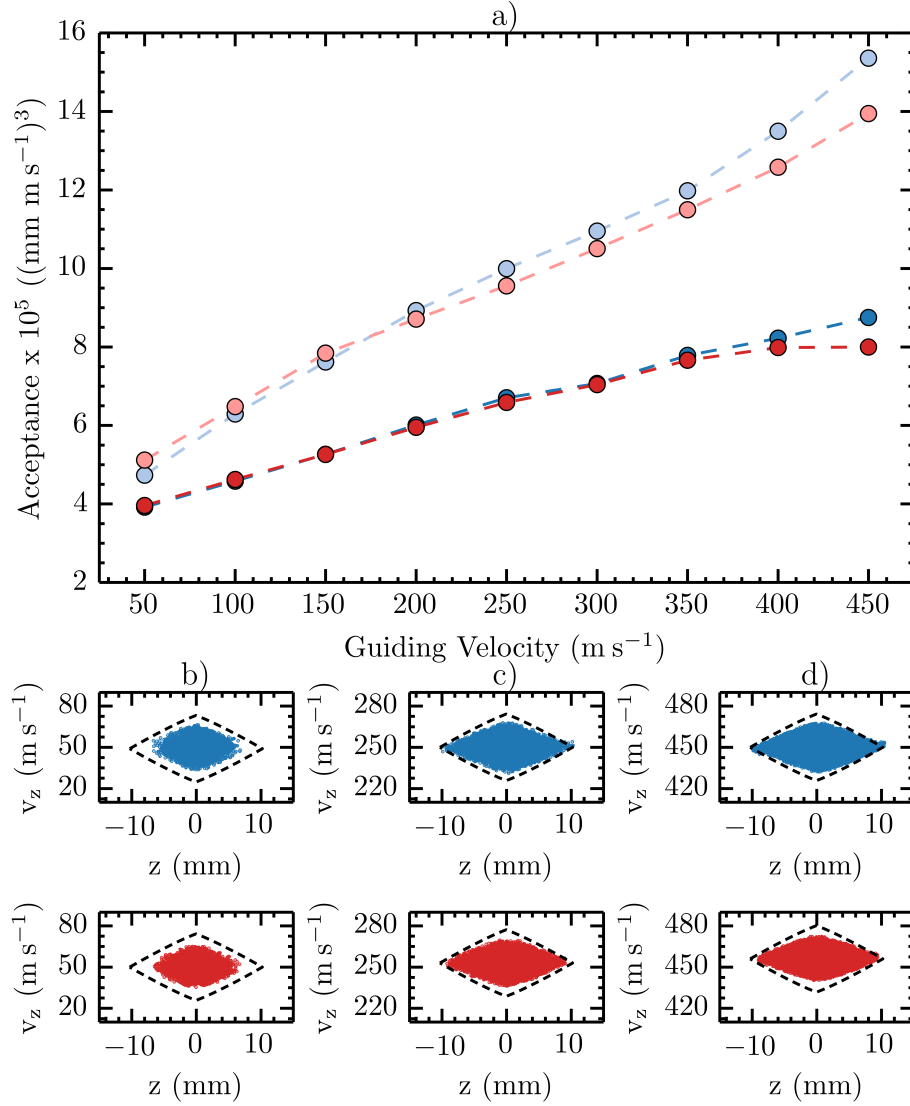 a)
16
14
12
10
8
6
4
2
Acceptance x 10⁵ ((mm m s⁻¹)³)
50 100 150 200 250 300 350 400 450
Guiding Velocity (m s⁻¹)
b)
80
50
20
v_z (m s⁻¹)
−10 0 10
z (mm)
c)
280
250
220
v_z (m s⁻¹)
−10 0 10
z (mm)
d)
480
450
420
v_z (m s⁻¹)
−10 0 10
z (mm)
80
50
20
v_z (m s⁻¹)
−10 0 10
z (mm)
280
250
220
v_z (m s⁻¹)
−10 0 10
z (mm)
480
440
400
v_z (m s⁻¹)
−10 0 10
z (mm)